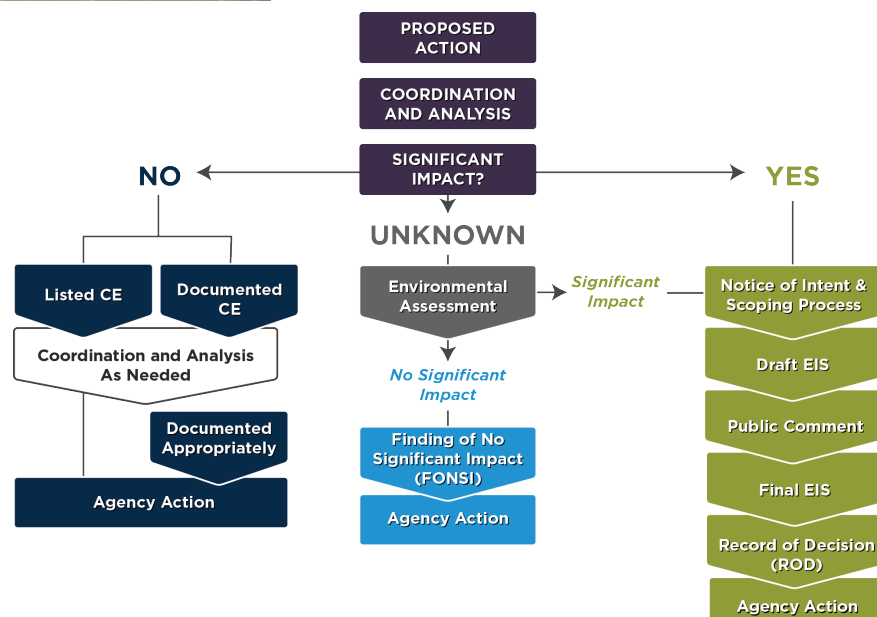 PROPOSED
ACTION
COORDINATION
AND ANALYSIS
SIGNIFICANT
IMPACT?
NO
YES
UNKNOWN
Listed CE
Documented
CE
Coordination and Analysis
As Needed
Documented
Appropriately
Agency Action
Environmental
Assessment
Significant
Impact
No Significant
Impact
Finding of No
Significant Impact
(FONSI)
Agency Action
Notice of Intent &
Scoping Process
Draft EIS
Public Comment
Final EIS
Record of Decision
(ROD)
Agency Action